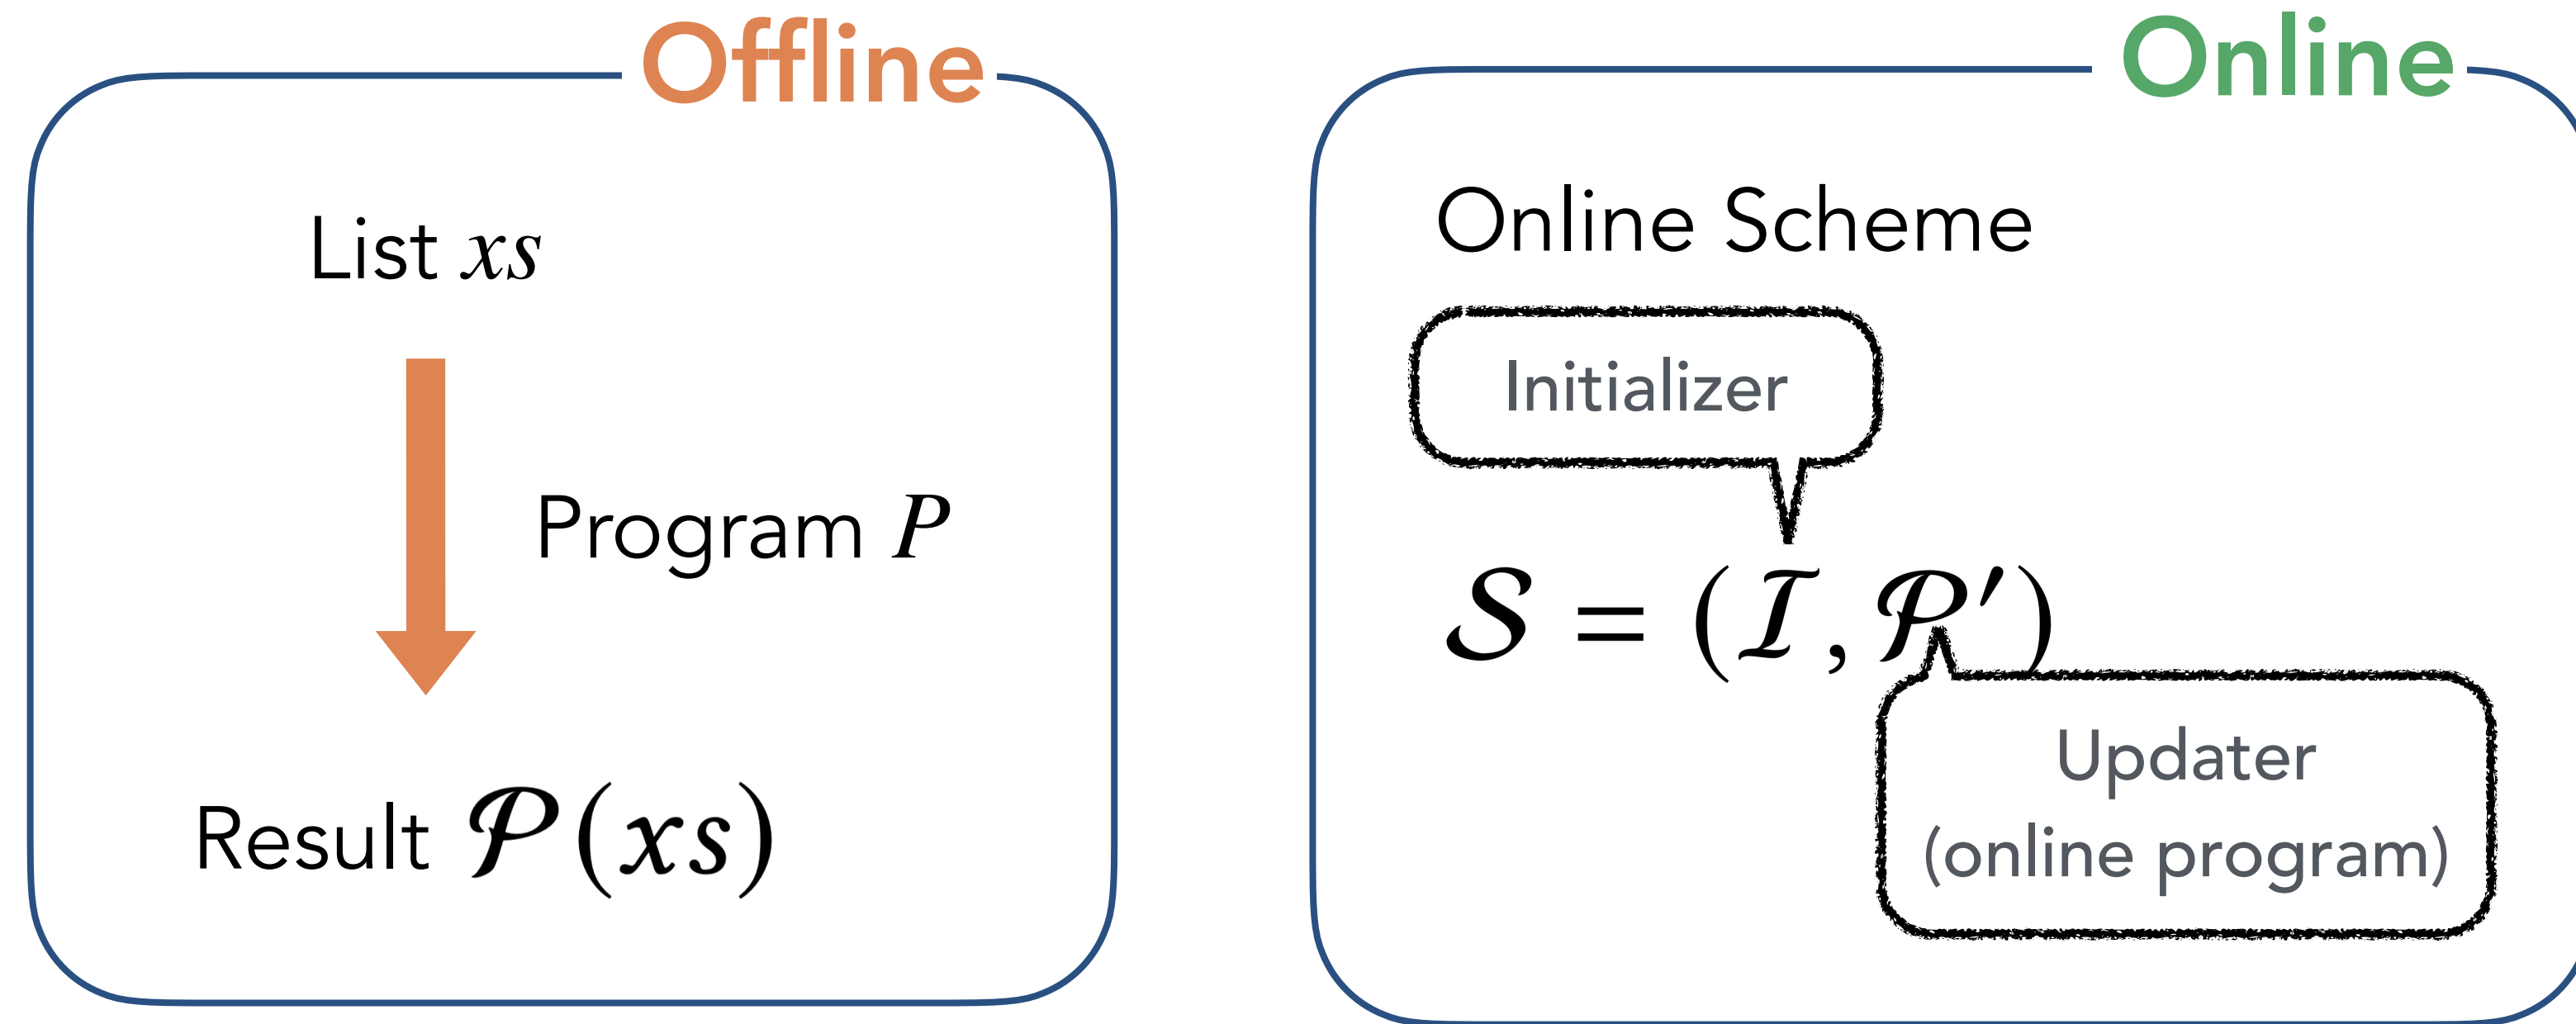 Offline
List xs
Program P
Result 𝒫(xs)
Online
Online Scheme
Initializer
𝒮 = (ℐ, 𝒫′)
Updater
(online program)